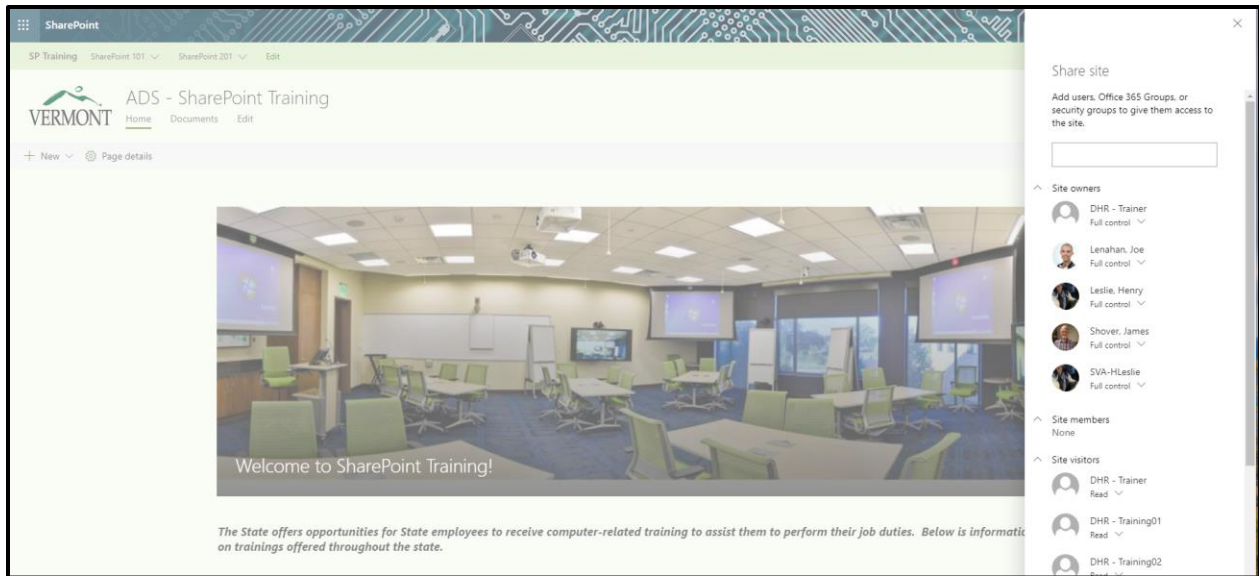 SharePoint
SP Training SharePoint 101 SharePoint 201 Edit
VERMONT
ADS - SharePoint Training
Home Documents Edit
+ New Page details
Welcome to SharePoint Training!
The State offers opportunities for State employees to receive computer-related training to assist them to perform their job duties. Below is
on trainings offered throughout the state.
Share site
Add users, Office 365 Groups, or
security groups to give them access to
the site.
Site owners
DHR - Trainer
Full control
Lenahan, Joe
Full control
Leslie, Henry
Full control
Shover, James
Full control
SVA-HLeslie
Full control
Site members
None
Site visitors
DHR - Trainer
Read
DHR - Training01
Read
DHR - Training02
Read